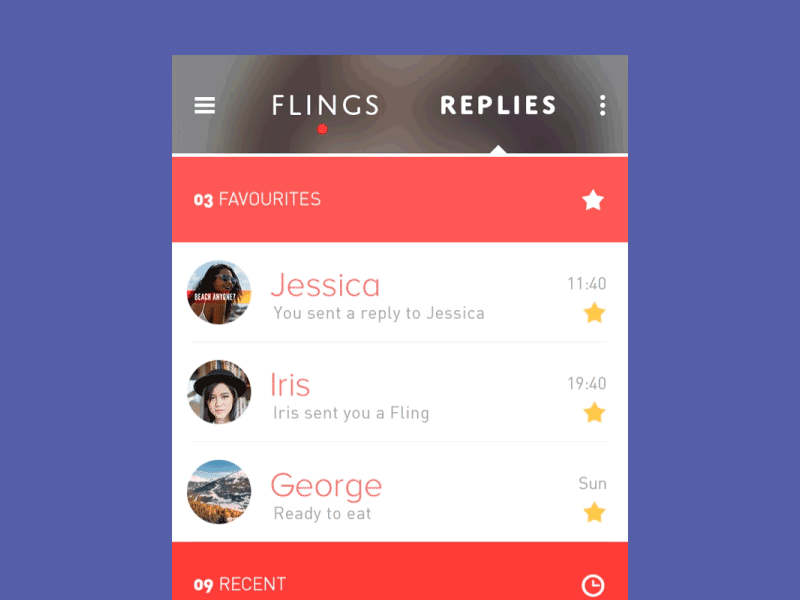 FLINGS REPLIES
03 FAVOURITES
Jessica 11:40
BEACH ANYONE?
You sent a reply to Jessica
Iris 19:40
Iris sent you a Fling
George Sun
Ready to eat
09 RECENT